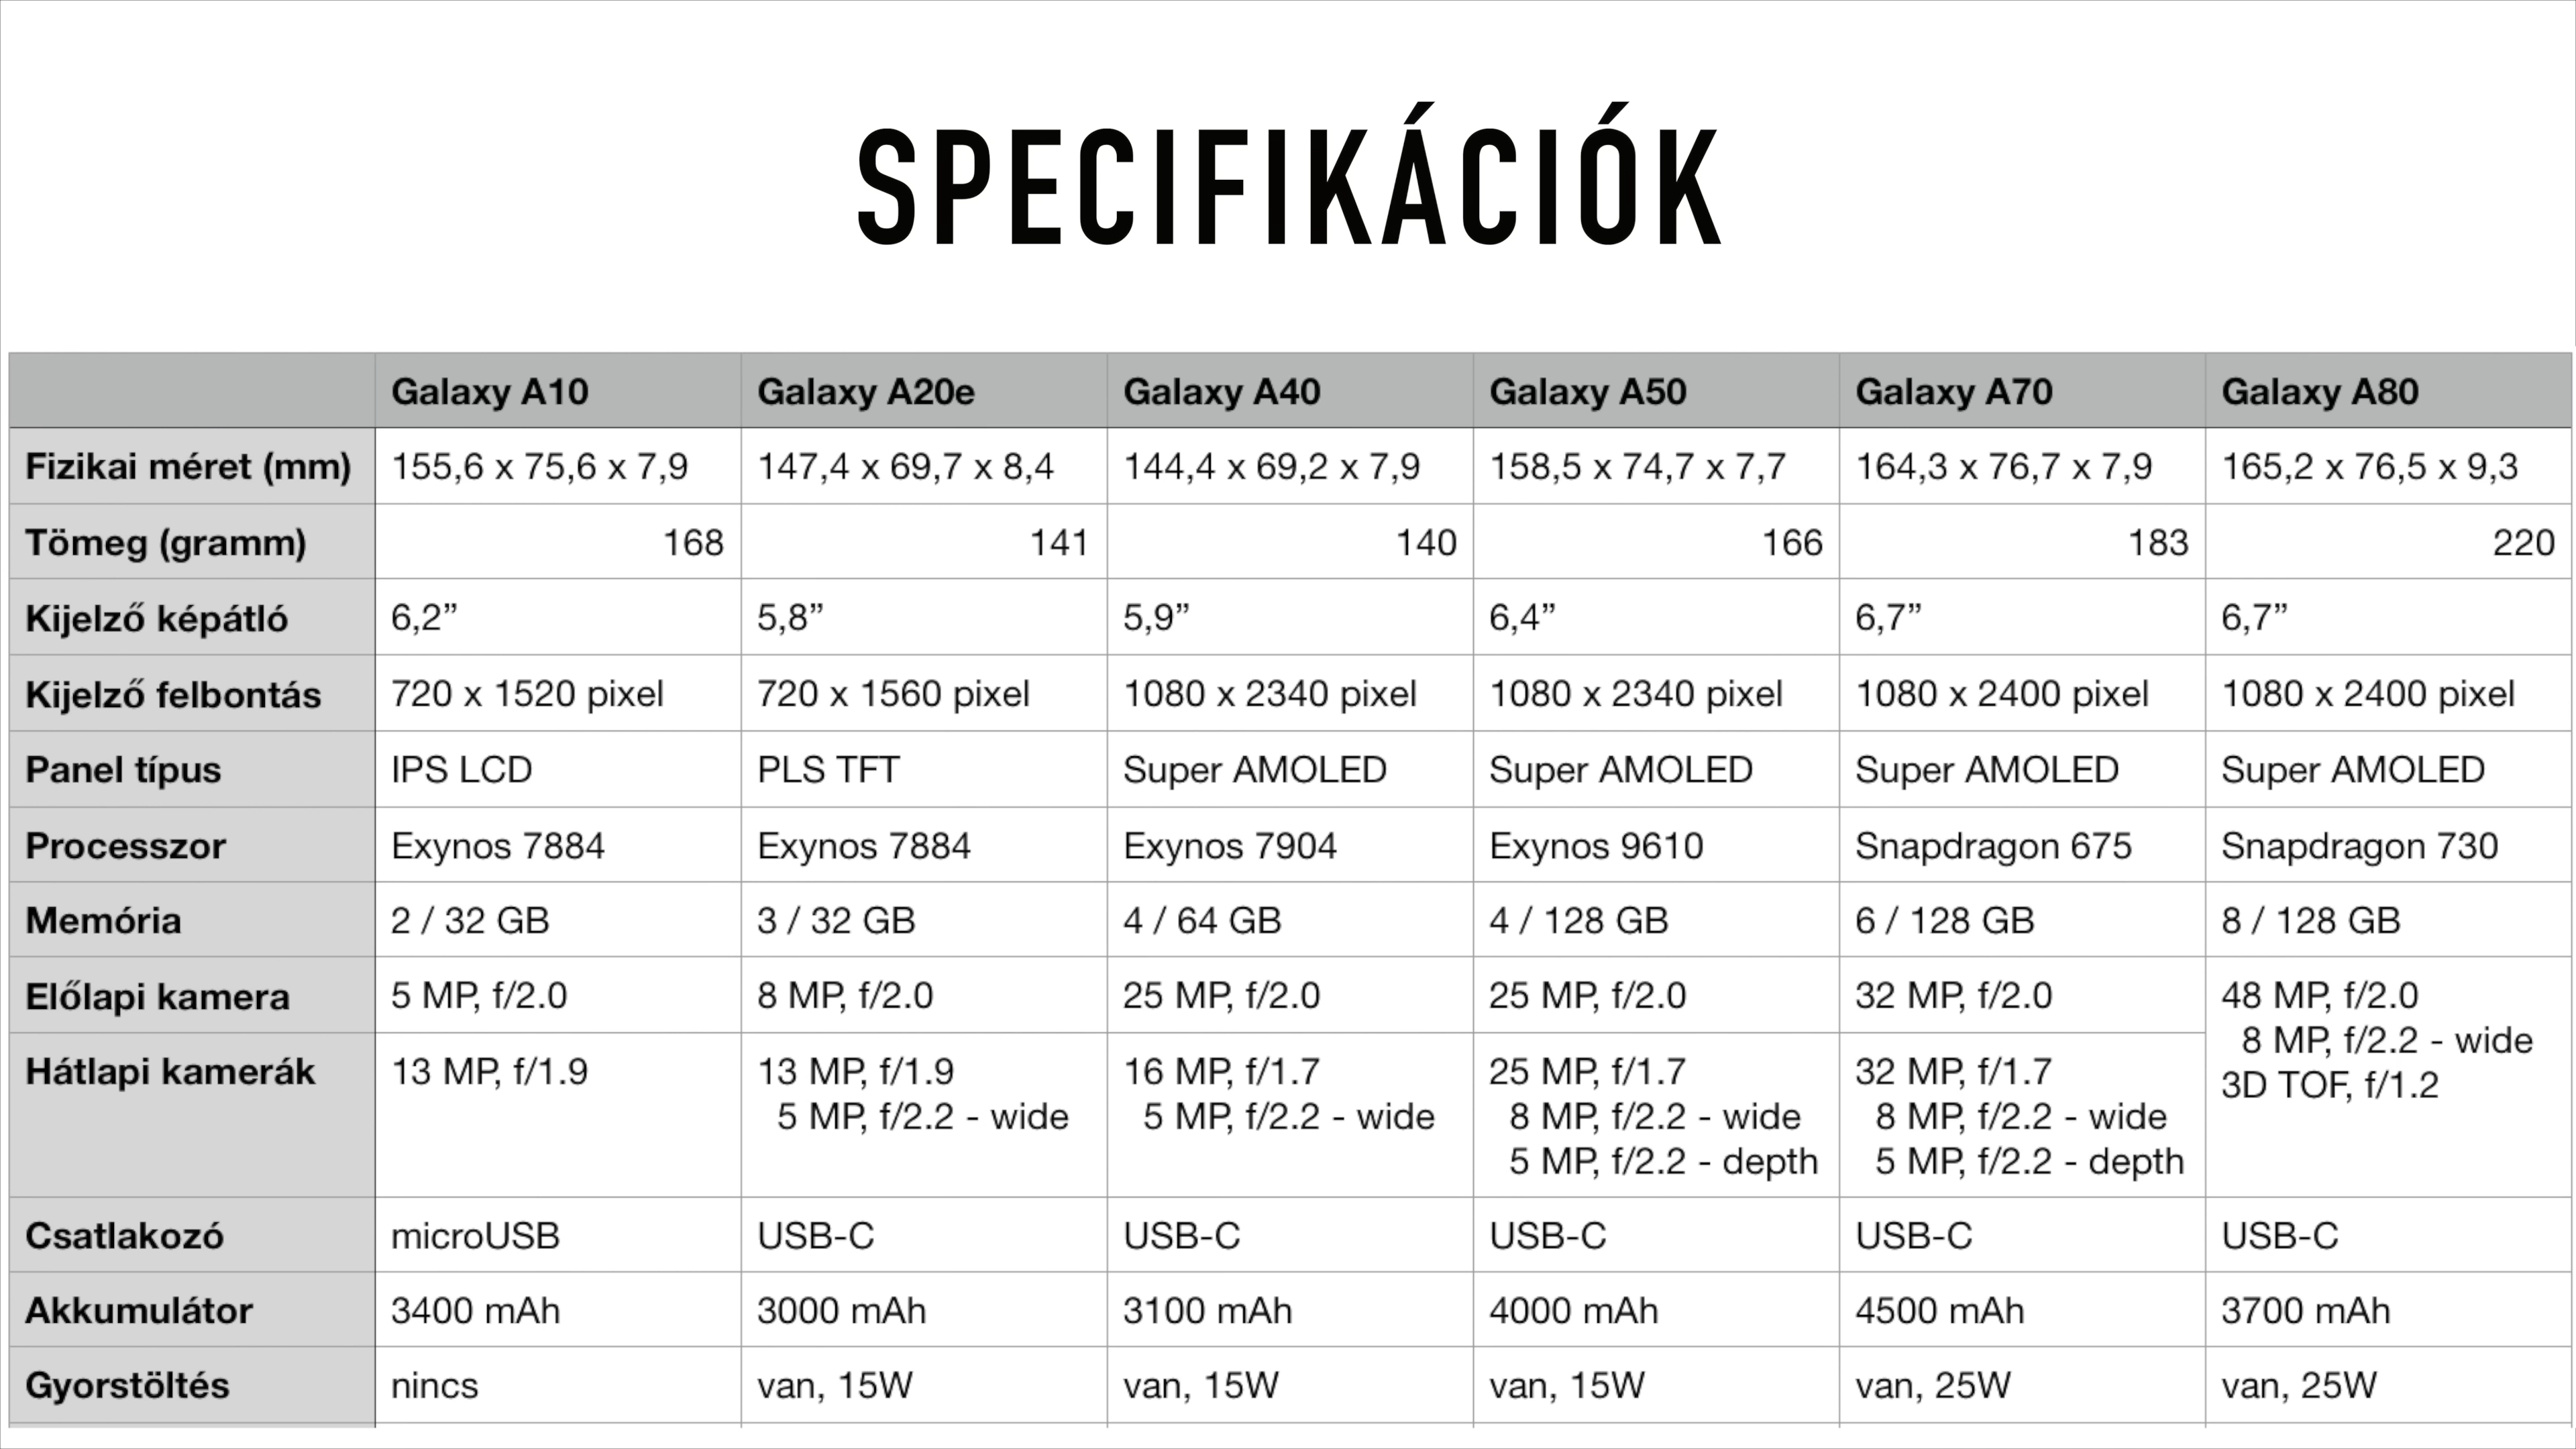 SPECIFIKÁCIÓK
Galaxy A10 Galaxy A20e Galaxy A40 Galaxy A50 Galaxy A70 Galaxy A80
Fizikai méret (mm) 155,6 x 75,6 x 7,9 147,4 x 69,7 x 8,4 144,4 x 69,2 x 7,9 158,5 x 74,7 x 7,7 164,3 x 76,7 x 7,9 165,2 x 76,5 x 9,3
Tömeg (gramm) 168 141 140 166 183 220
Kijelző képátló 6,2” 5,8” 5,9” 6,4” 6,7” 6,7”
Kijelző felbontás 720 x 1520 pixel 720 x 1560 pixel 1080 x 2340 pixel 1080 x 2340 pixel 1080 x 2400 pixel 1080 x 2400 pixel
Panel típus IPS LCD PLS TFT Super AMOLED Super AMOLED Super AMOLED Super AMOLED
Processzor Exynos 7884 Exynos 7884 Exynos 7904 Exynos 9610 Snapdragon 675 Snapdragon 730
Memória 2 / 32 GB 3 / 32 GB 4 / 64 GB 4 / 128 GB 6 / 128 GB 8 / 128 GB
Előlapi kamera 5 MP, f/2.0 8 MP, f/2.0 25 MP, f/2.0 25 MP, f/2.0 32 MP, f/2.0 48 MP, f/2.0
8 MP, f/2.2 - wide
Hátlapi kamerák 13 MP, f/1.9 13 MP, f/1.9 16 MP, f/1.7 25 MP, f/1.7 32 MP, f/1.7 3D TOF, f/1.2
5 MP, f/2.2 - wide 5 MP, f/2.2 - wide 8 MP, f/2.2 - wide 8 MP, f/2.2 - wide
5 MP, f/2.2 - depth 5 MP, f/2.2 - depth
Csatlakozó microUSB USB-C USB-C USB-C USB-C USB-C
Akkumulátor 3400 mAh 3000 mAh 3100 mAh 4000 mAh 4500 mAh 3700 mAh
Gyorstöltés nincs van, 15W van, 15W van, 15W van, 25W van, 25W